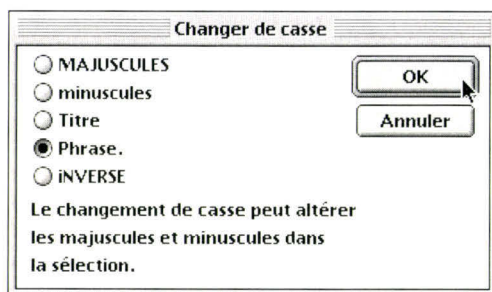 Changer de casse
MAJUSCULES
minuscules
Titre
Phrase.
iNVERSE
OK
Annuler
Le changement de casse peut altérer
les majuscules et minuscules dans
la sélection.